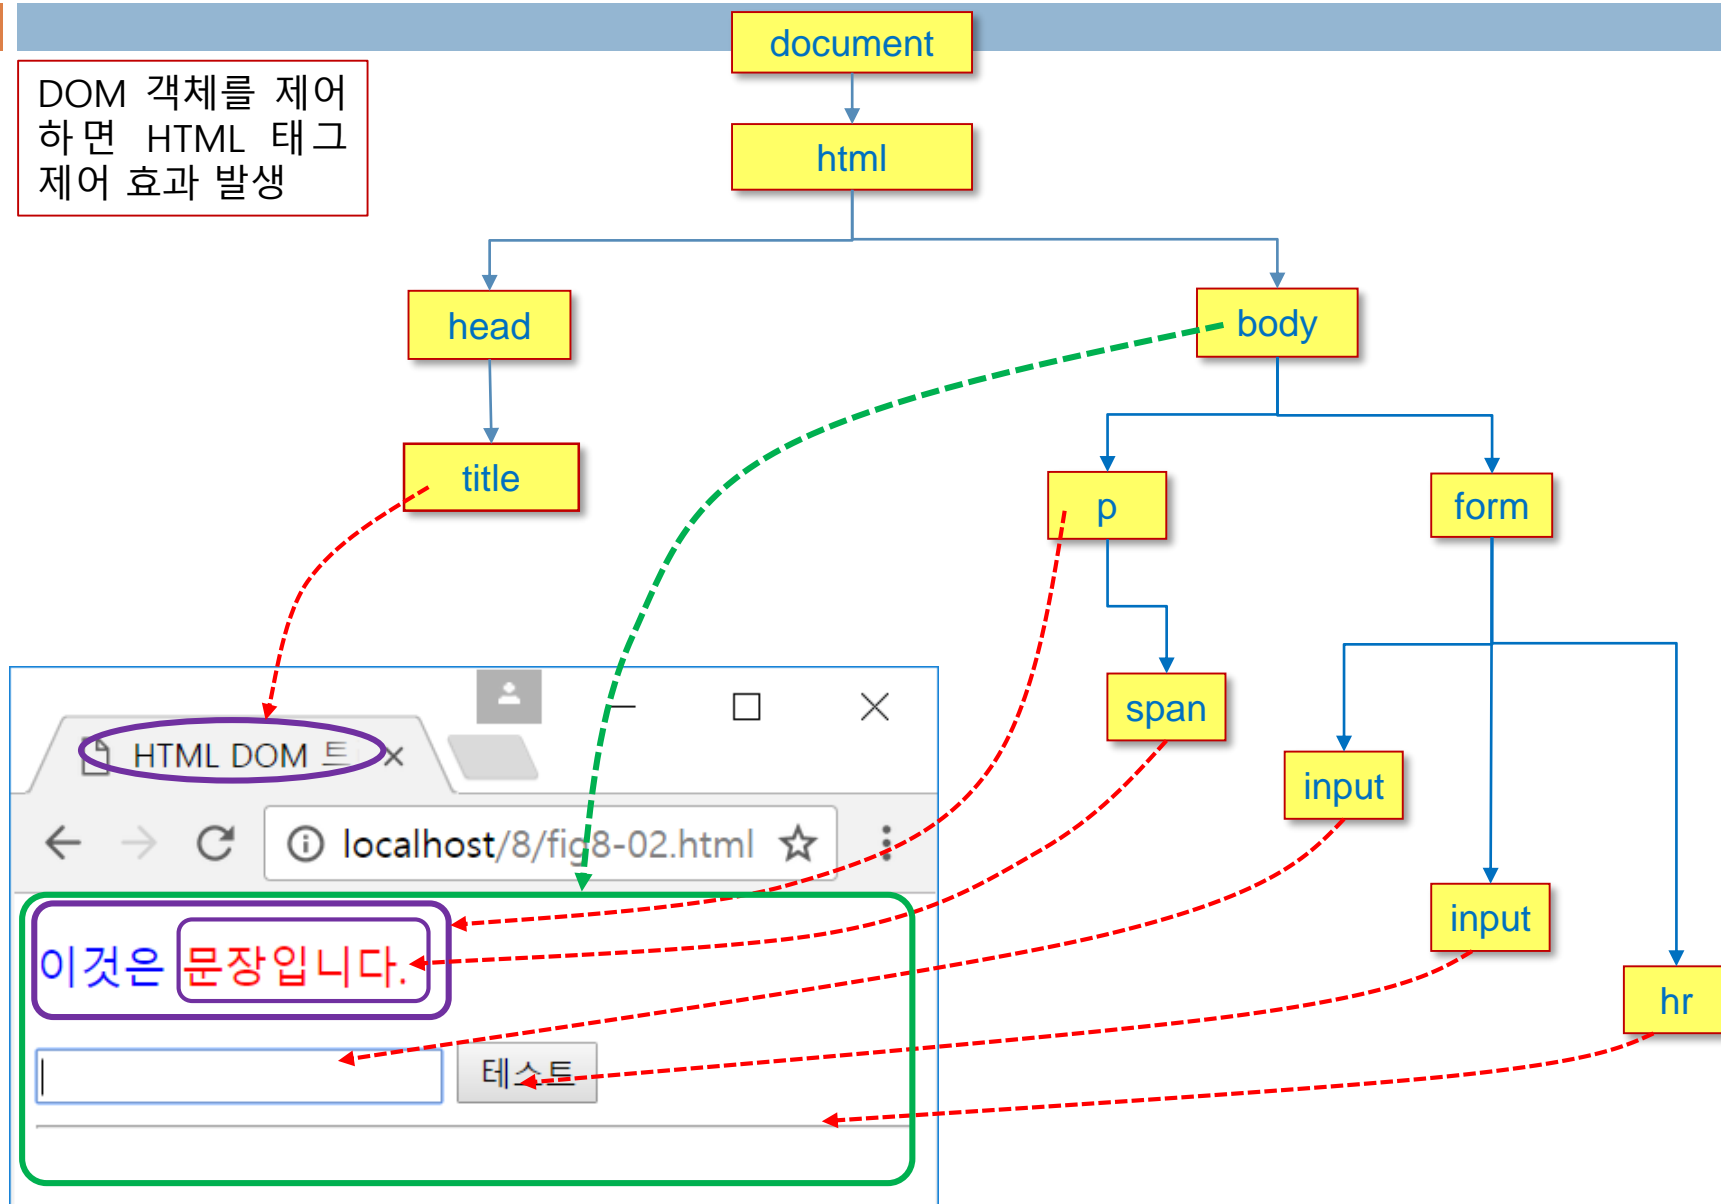 document
DOM 객체를 제어
하면 HTML 태그
제어 효과 발생
html
head
body
title
p
form
span
input
input
hr
HTML DOM 트
localhost/8/fig8-02.html
이것은 문장입니다.
테스트